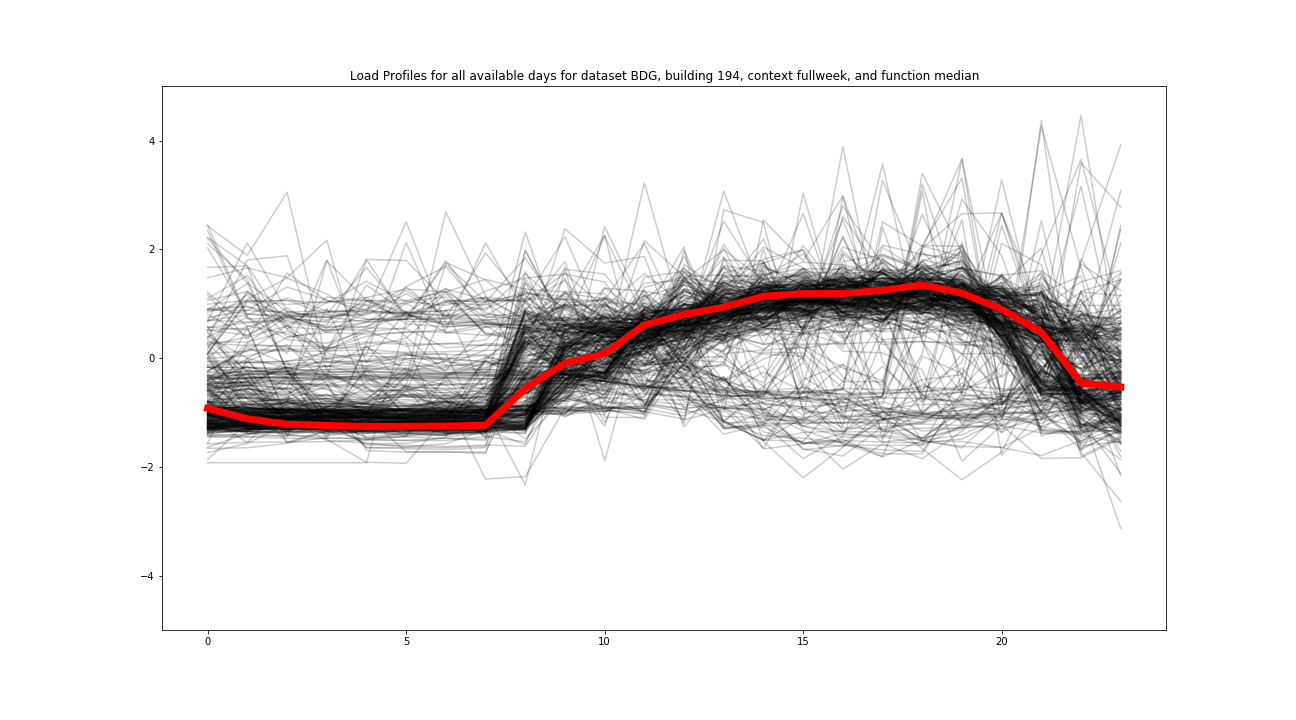 Load Profiles for all available days for dataset BDG, building 194, context fullweek, and function median
4
2
0
−2
−4
0 5 10 15 20